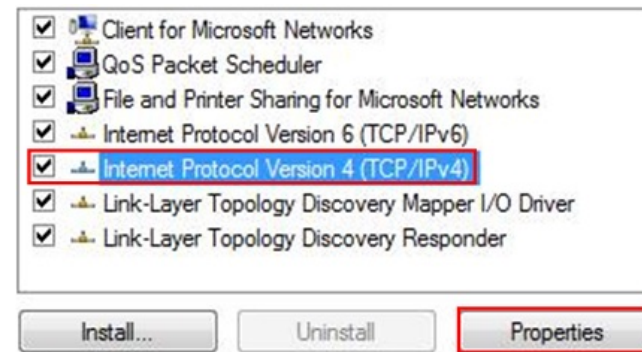 Client for Microsoft Networks
QoS Packet Scheduler
File and Printer Sharing for Microsoft Networks
Internet Protocol Version 6 (TCP/IPv6)
Internet Protocol Version 4 (TCP/IPv4)
Link-Layer Topology Discovery Mapper I/O Driver
Link-Layer Topology Discovery Responder
Install... Uninstall Properties